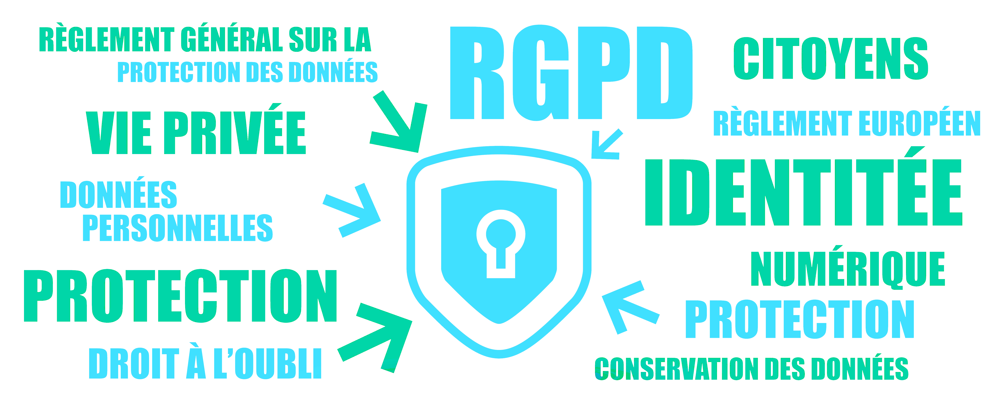 RÈGLEMENT GÉNÉRAL SUR LA
PROTECTION DES DONNÉES
VIE PRIVÉE
DONNÉES
PERSONNELLES
PROTECTION
DROIT À L'OUBLI
RGPD
CITOYENS
RÈGLEMENT EUROPÉEN
IDENTITÉE
NUMÉRIQUE
PROTECTION
CONSERVATION DES DONNÉES